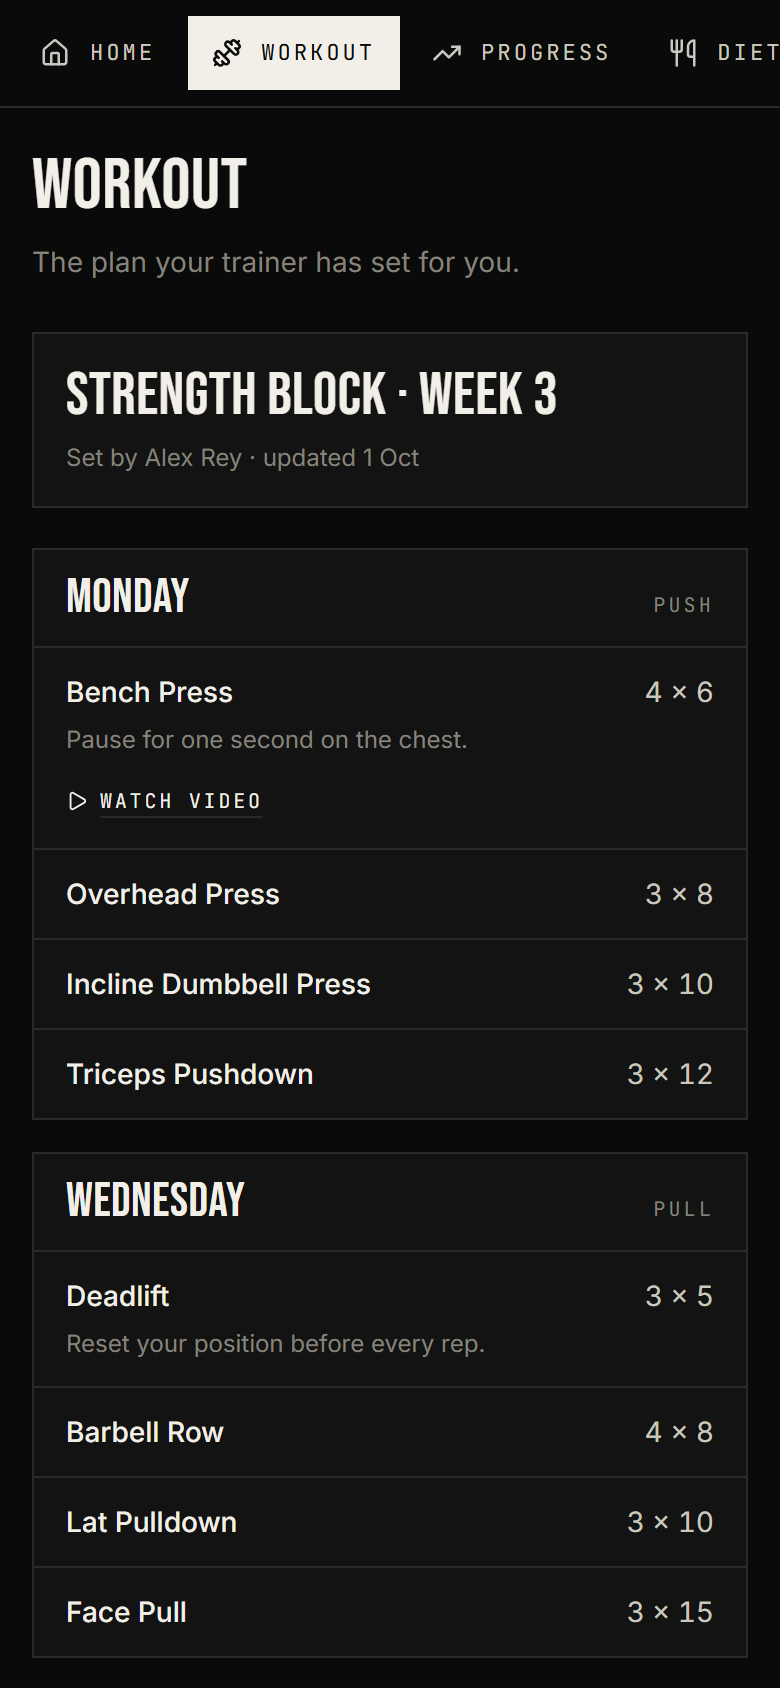 HOME WORKOUT PROGRESS DIET
WORKOUT
The plan your trainer has set for you.
STRENGTH BLOCK · WEEK 3
Set by Alex Rey · updated 1 Oct
MONDAY PUSH
Bench Press 4 × 6
Pause for one second on the chest.
WATCH VIDEO
Overhead Press 3 × 8
Incline Dumbbell Press 3 × 10
Triceps Pushdown 3 × 12
WEDNESDAY PULL
Deadlift 3 × 5
Reset your position before every rep.
Barbell Row 4 × 8
Lat Pulldown 3 × 10
Face Pull 3 × 15